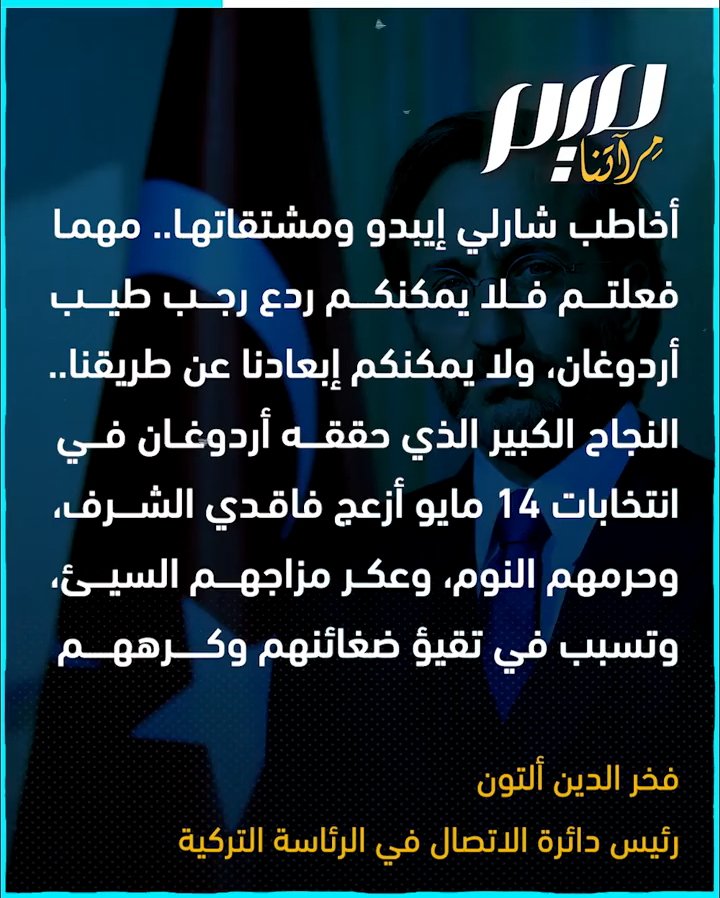 مرآتنا
أخاطب شارلي إيبدو ومشتقاتها.. مهما
فعلتم فلا يمكنكم ردع رجب طيب
أردوغان، ولا يمكنكم إبعادنا عن طريقنا..
النجاح الكبير الذي حققه أردوغان في
انتخابات 14 مايو أزعج فاقدي الشرف،
وحرمهم النوم، وعكر مزاجهم السيئ،
وتسبب في تقيؤ ضغائنهم وكرههم
فخر الدين ألتون
رئيس دائرة الاتصال في الرئاسة التركية